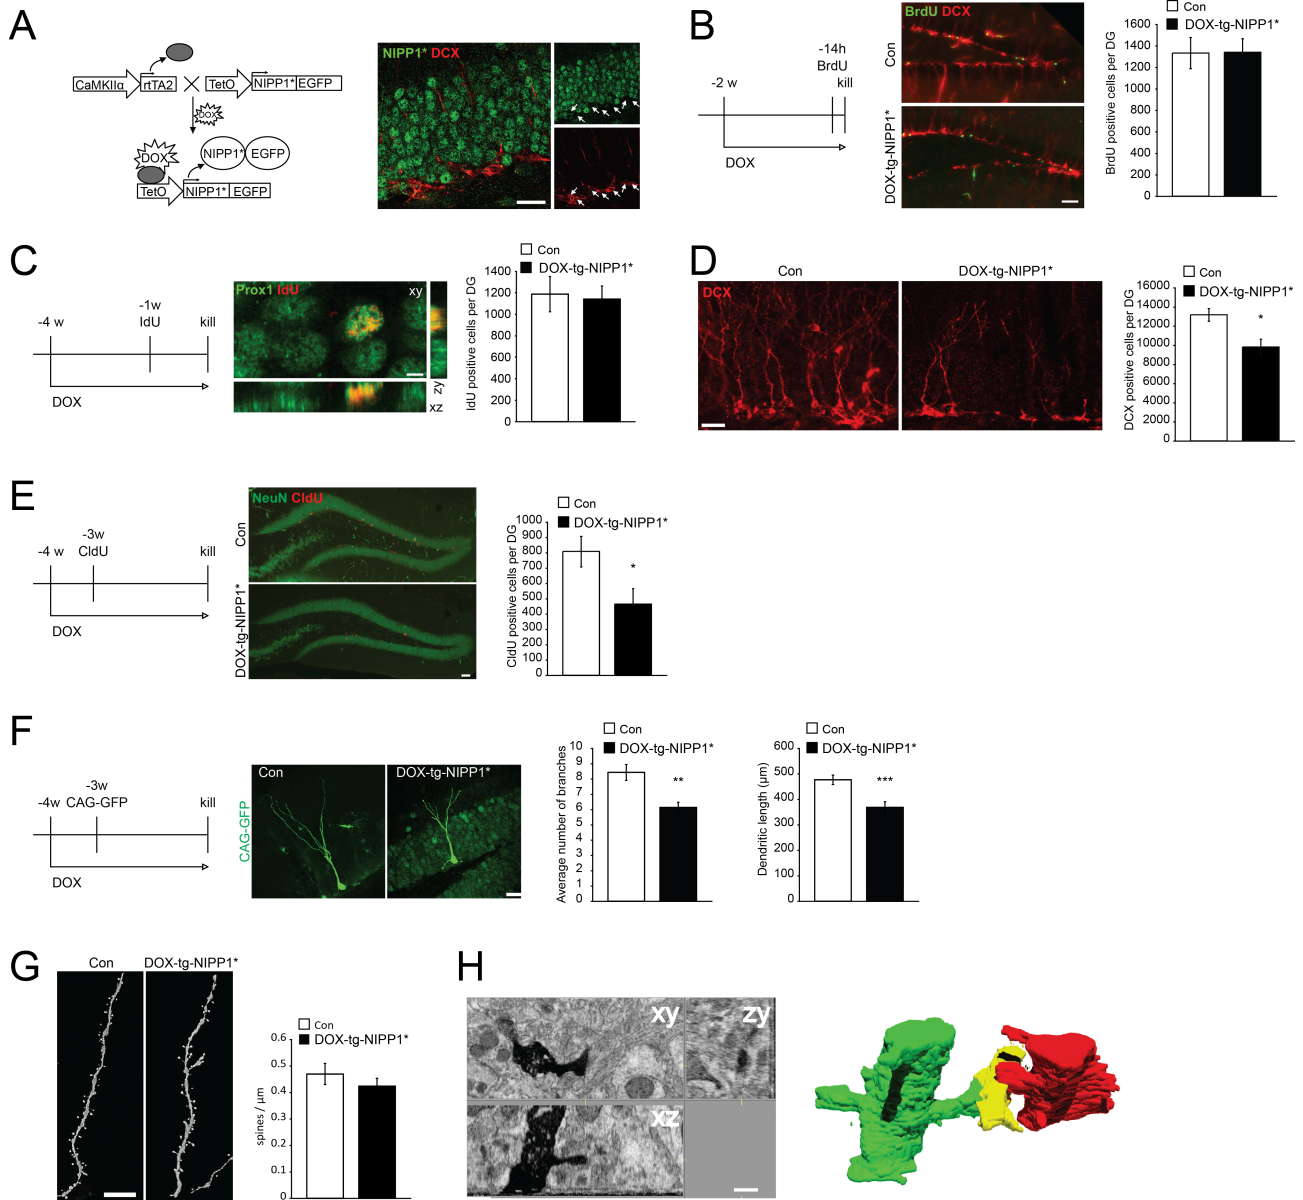 A
CaMKIIα rtTA2 TetO NIPP1* EGFP
DOX
DOX NIPP1* EGFP
TetO NIPP1* EGFP
NIPP1* DCX
B
-14h
-2 w BrdU kill
DOX
BrdU DCX
Con
DOX-tg-NIPP1*
Con
DOX-tg-NIPP1*
BrdU positive cells per DG
1600
1400
1200
1000
800
600
400
200
0
C
-1w
-4 w IdU kill
DOX
Prox1 IdU xy
zy
xz
Con
DOX-tg-NIPP1*
IdU positive cells per DG
1400
1200
1000
800
600
400
200
0
D
Con DOX-tg-NIPP1*
DCX
Con
DOX-tg-NIPP1*
*
DCX positive cells per DG
16000
14000
12000
10000
8000
6000
4000
2000
0
E
-3w
-4 w CldU kill
DOX
NeuN CldU
Con
DOX-tg-NIPP1*
Con
DOX-tg-NIPP1*
*
CldU positive cells per DG
1000
900
800
700
600
500
400
300
200
100
0
F
-3w
-4w CAG-GFP kill
DOX
CAG-GFP
Con DOX-tg-NIPP1*
Con
DOX-tg-NIPP1*
**
Average number of branches
10
9
8
7
6
5
4
3
2
1
0
Con
DOX-tg-NIPP1*
***
Dendritic length (µm)
600
500
400
300
200
100
0
G
Con DOX-tg-NIPP1*
Con
DOX-tg-NIPP1*
spines / µm
0.6
0.5
0.4
0.3
0.2
0.1
0
H
xy zy
xz